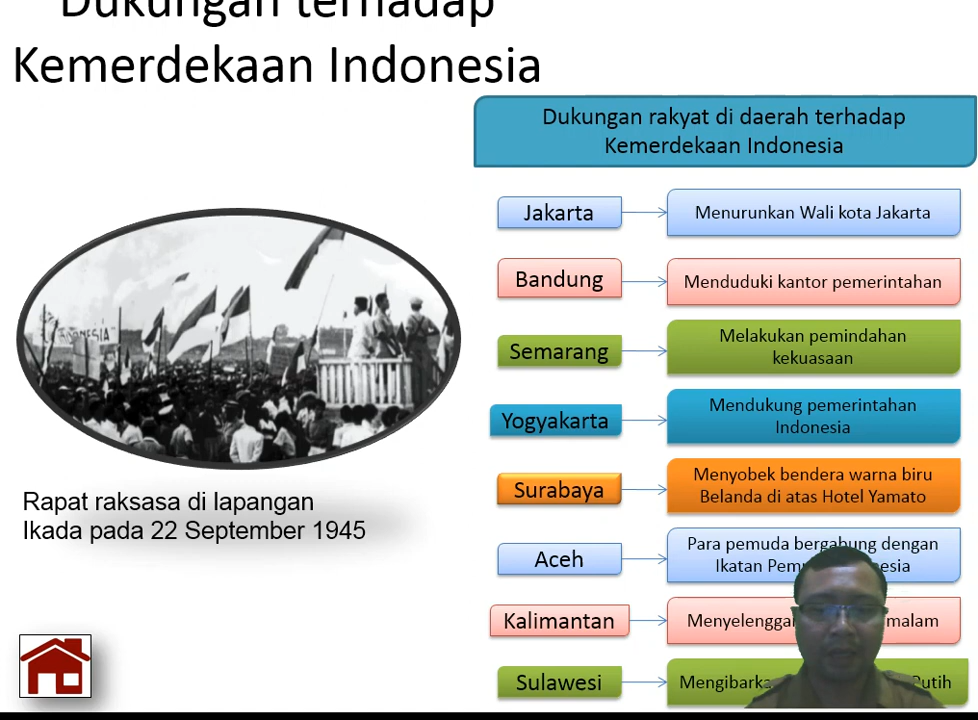 Dukungan terhadap
Kemerdekaan Indonesia
Dukungan rakyat di daerah terhadap
Kemerdekaan Indonesia
Jakarta
Menurunkan Wali kota Jakarta
Bandung
Menduduki kantor pemerintahan
Semarang
Melakukan pemindahan
kekuasaan
Yogyakarta
Mendukung pemerintahan
Indonesia
Surabaya
Menyobek bendera warna biru
Belanda di atas Hotel Yamato
Aceh
Para pemuda bergabung dengan
Ikatan
Kalimantan
malam
Sulawesi
Putih
INDONESIA
Rapat raksasa di lapangan
Ikada pada 22 September 1945